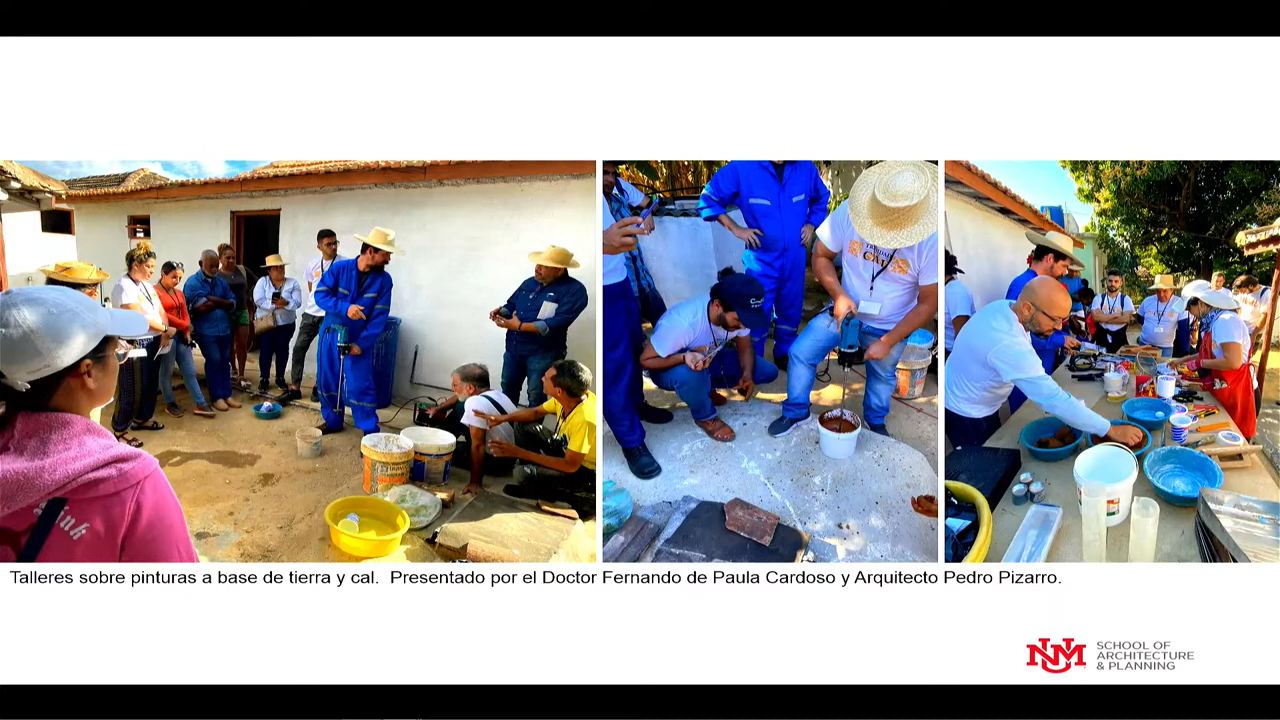 Talleres sobre pinturas a base de tierra y cal. Presentado por el Doctor Fernando de Paula Cardoso y Arquitecto Pedro Pizarro.
UNM
SCHOOL OF
ARCHITECTURE
& PLANNING